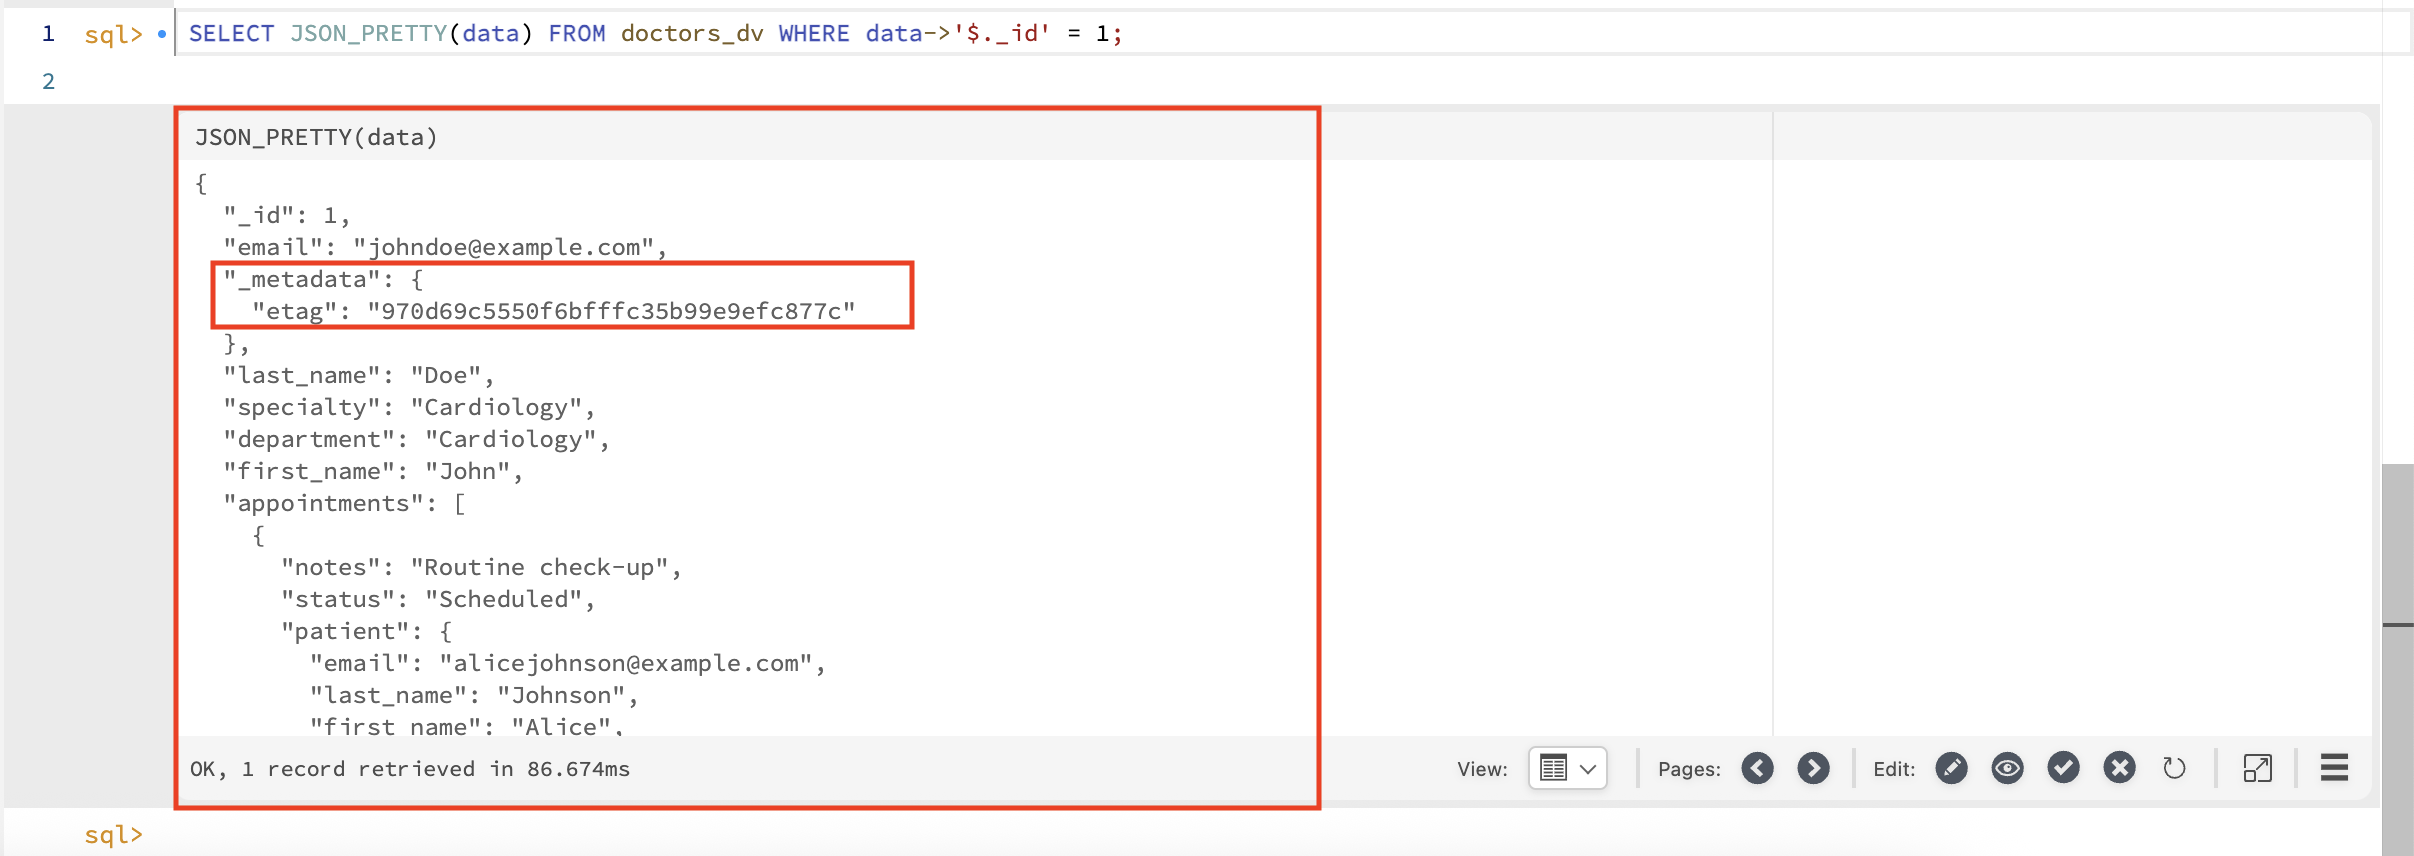 1 sql> SELECT JSON_PRETTY(data) FROM doctors_dv WHERE data->'$._id' = 1;
2
JSON_PRETTY(data)
{
"_id": 1,
"email": "johndoe@example.com",
"_metadata": {
"etag": "970d69c5550f6bfffc35b99e9efc877c"
},
"last_name": "Doe",
"specialty": "Cardiology",
"department": "Cardiology",
"first_name": "John",
"appointments": [
{
"notes": "Routine check-up",
"status": "Scheduled",
"patient": {
"email": "alicejohnson@example.com",
"last_name": "Johnson",
"first_name": "Alice",
OK, 1 record retrieved in 86.674ms
View: Pages: Edit:
sql>